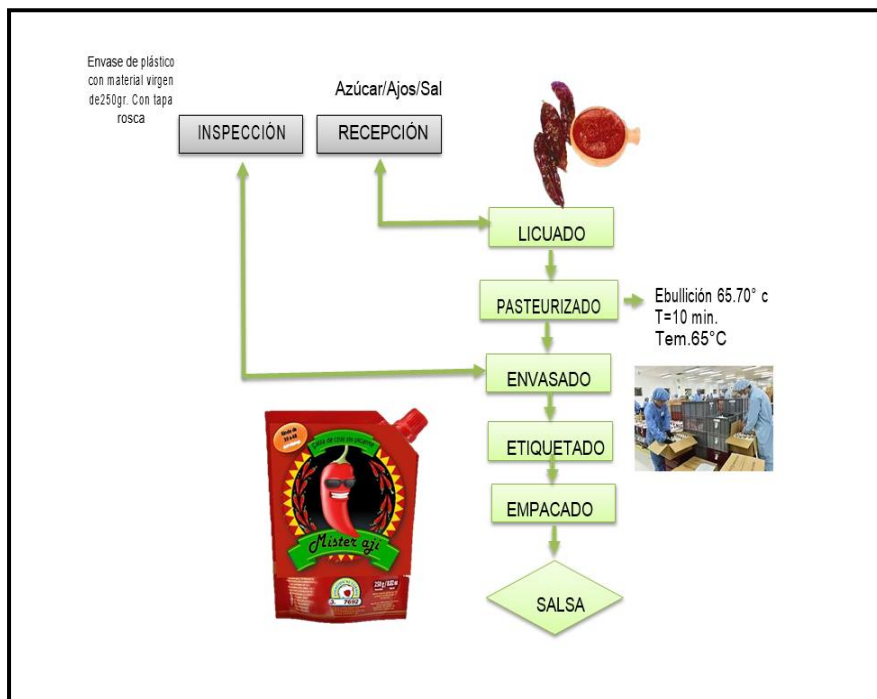 Envase de plástico
con material virgen
de250gr. Con tapa
rosca
Azúcar/Ajos/Sal
INSPECCIÓN
RECEPCIÓN
LICUADO
PASTEURIZADO
Ebullición 65.70° c
T=10 min.
Tem.65°C
ENVASADO
ETIQUETADO
EMPACADO
SALSA
Mister ají
7692